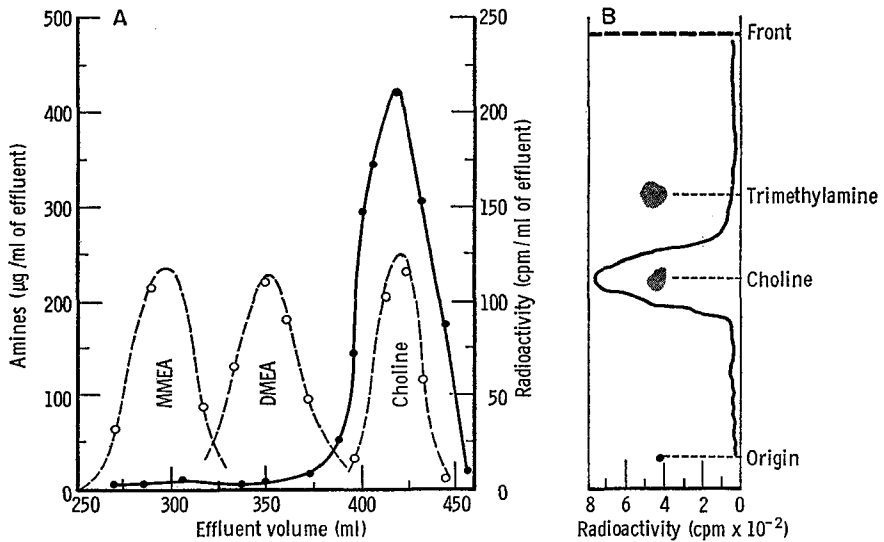 A
500
400
300
200
100
0
Amines (µg /ml of effluent)
250
300
350
400
450
Effluent volume (ml)
250
200
150
100
50
0
Radioactivity (cpm / ml of effluent)
MMEA
DMEA
Choline
B
Front
Trimethylamine
Choline
Origin
8
6
4
2
0
Radioactivity (cpm x 10⁻²)